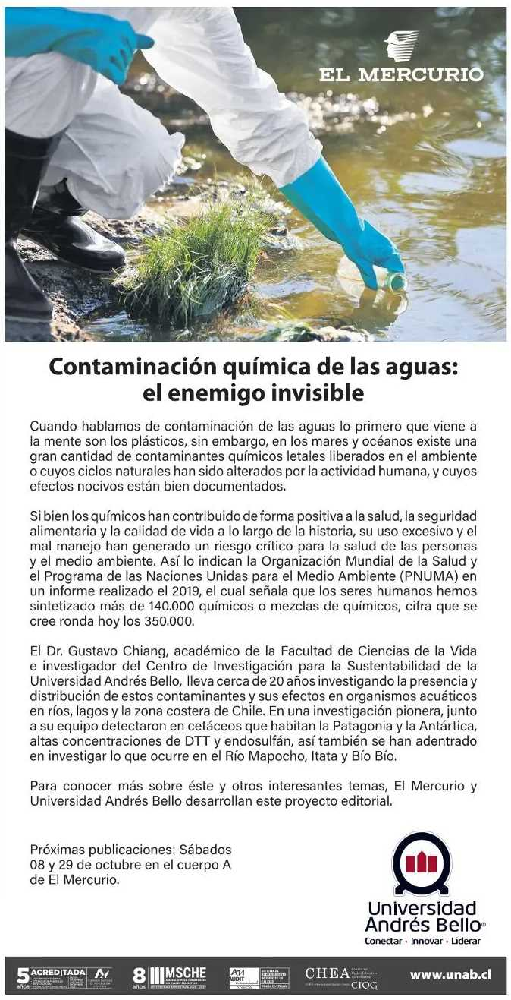 EL MERCURIO
Contaminación química de las aguas:
el enemigo invisible
Cuando hablamos de contaminación de las aguas lo primero que viene a
la mente son los plásticos, sin embargo, en los mares y océanos existe una
gran cantidad de contaminantes químicos letales liberados en el ambiente
o cuyos ciclos naturales han sido alterados por la actividad humana, y cuyos
efectos nocivos están bien documentados.
Si bien los químicos han contribuido de forma positiva a la salud, la seguridad
alimentaria y la calidad de vida a lo largo de la historia, su uso excesivo y el
mal manejo han generado un riesgo crítico para la salud de las personas
y el medio ambiente. Así lo indican la Organización Mundial de la Salud y
el Programa de las Naciones Unidas para el Medio Ambiente (PNUMA) en
un informe realizado el 2019, el cual señala que los seres humanos hemos
sintetizado más de 140.000 químicos o mezclas de químicos, cifra que se
cree ronda hoy los 350.000.
El Dr. Gustavo Chiang, académico de la Facultad de Ciencias de la Vida
e investigador del Centro de Investigación para la Sustentabilidad de la
Universidad Andrés Bello, lleva cerca de 20 años investigando la presencia y
distribución de estos contaminantes y sus efectos en organismos acuáticos
en ríos, lagos y la zona costera de Chile. En una investigación pionera, junto
a su equipo detectaron en cetáceos que habitan la Patagonia y la Antártica,
altas concentraciones de DTT y endosulfán, así también se han adentrado
en investigar lo que ocurre en el Río Mapocho, Itata y Bío Bío.
Para conocer más sobre éste y otros interesantes temas, El Mercurio y
Universidad Andrés Bello desarrollan este proyecto editorial.
Próximas publicaciones: Sábados
08 y 29 de octubre en el cuerpo A
de El Mercurio.
Universidad
Andrés Bello®
Conectar · Innovar · Liderar
5 años ACREDITADA
8 años MSCHE
AUDIT
CHEA
CIQG
www.unab.cl